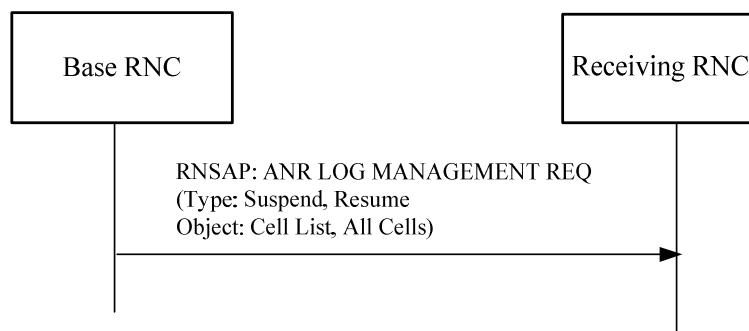 Base RNC
Receiving RNC
RNSAP: ANR LOG MANAGEMENT REQ
(Type: Suspend, Resume
Object: Cell List, All Cells)